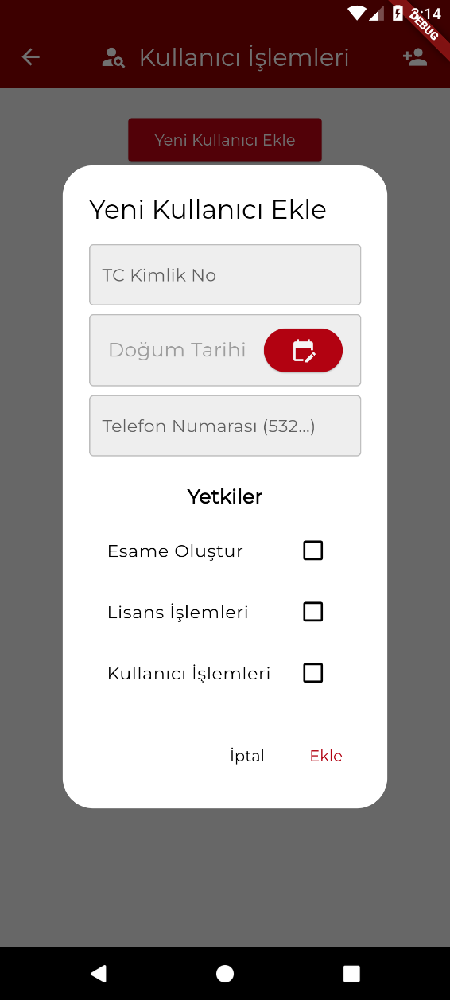 3:14
DEBUG
Kullanıcı İşlemleri
Yeni Kullanıcı Ekle
Yeni Kullanıcı Ekle
TC Kimlik No
Doğum Tarihi
Telefon Numarası (532...)
Yetkiler
Esame Oluştur
Lisans İşlemleri
Kullanıcı İşlemleri
İptal
Ekle